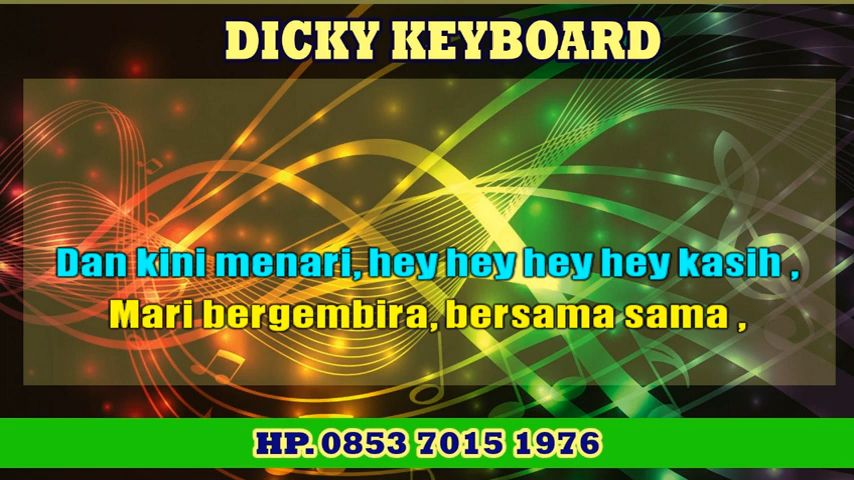 DICKY KEYBOARD
Dan kini menari, hey hey hey hey kasih ,
Mari bergembira, bersama sama ,
HP. 0853 7015 1976